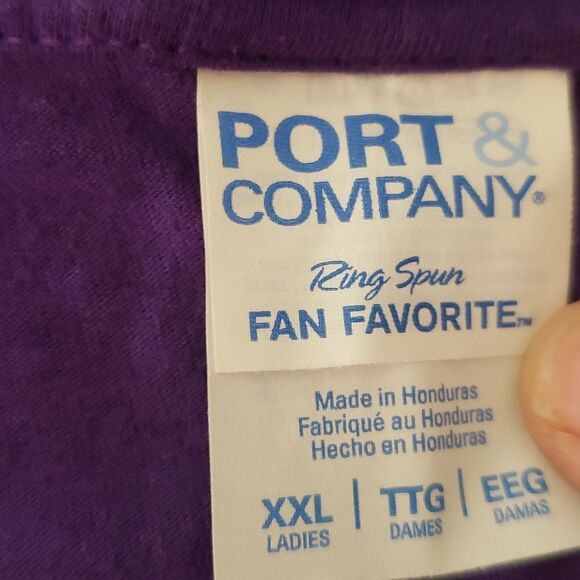 PORT &
COMPANY®
Ring Spun
FAN FAVORITE™
Made in Honduras
Fabriqué au Honduras
Hecho en Honduras
XXL | TTG | EEG
LADIES DAMES DAMAS